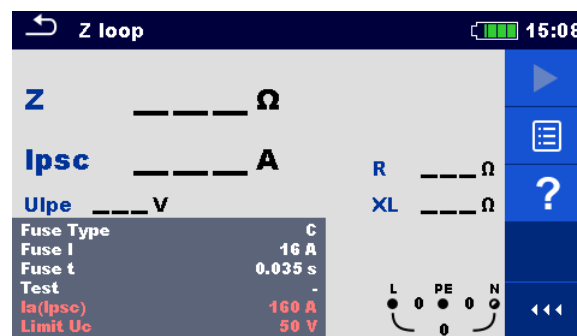 Z loop 15:08
Z ___ Ω
Ipsc ___ A
R ___ Ω
Ulpe ___ V
XL ___ Ω
Fuse Type C
Fuse I 16 A
Fuse t 0.035 s
Test -
Ia(Ipsc) 160 A
Limit Uc 50 V
L PE N
0 0
0
?